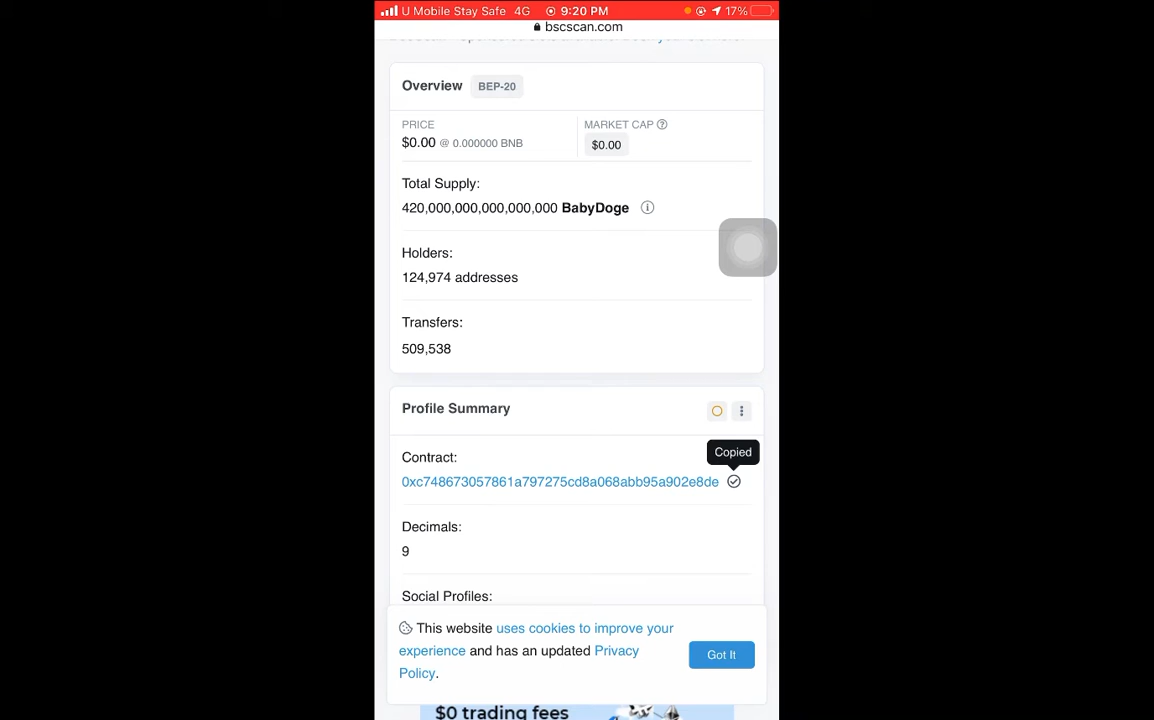 U Mobile Stay Safe 4G 9:20 PM 17%
bscscan.com
Overview BEP-20
PRICE
$0.00 @ 0.000000 BNB
MARKET CAP
$0.00
Total Supply:
420,000,000,000,000,000 BabyDoge
Holders:
124,974 addresses
Transfers:
509,538
Profile Summary
Copied
Contract:
0xc748673057861a797275cd8a068abb95a902e8de
Decimals:
9
Social Profiles:
This website uses cookies to improve your
experience and has an updated Privacy
Policy.
Got It
$0 trading fees